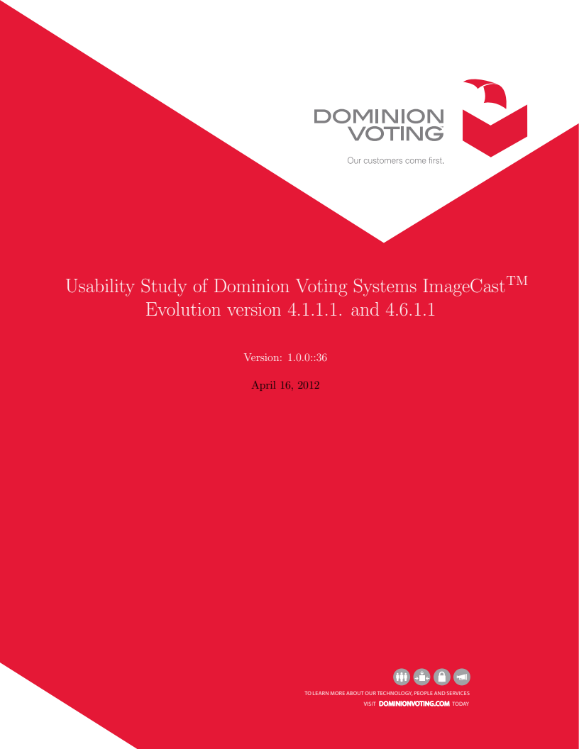 DOMINION
VOTING
Our customers come first.
Usability Study of Dominion Voting Systems ImageCast™
Evolution version 4.1.1.1. and 4.6.1.1
Version: 1.0.0::36
April 16, 2012
TO LEARN MORE ABOUT OUR TECHNOLOGY, PEOPLE AND SERVICES
VISIT DOMINIONVOTING.COM TODAY